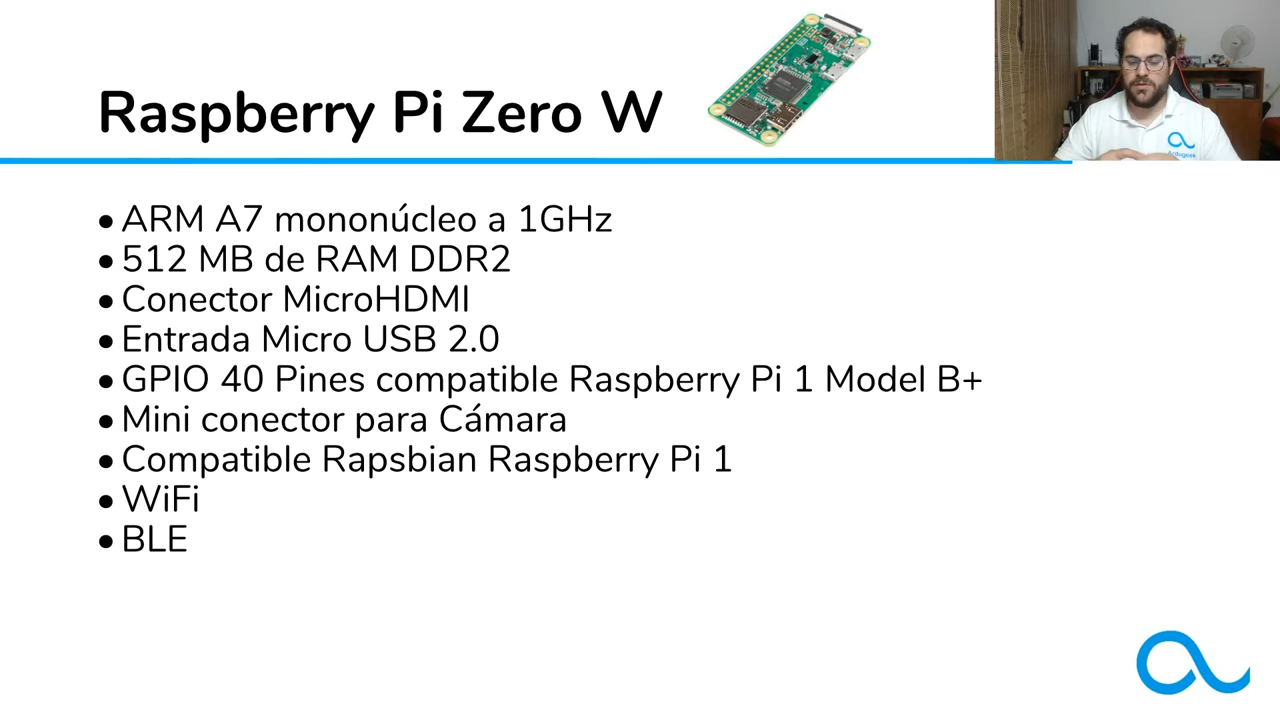 Raspberry Pi Zero W
• ARM A7 mononúcleo a 1GHz
• 512 MB de RAM DDR2
• Conector MicroHDMI
• Entrada Micro USB 2.0
• GPIO 40 Pines compatible Raspberry Pi 1 Model B+
• Mini conector para Cámara
• Compatible Rapsbian Raspberry Pi 1
• WiFi
• BLE
Ardugeek